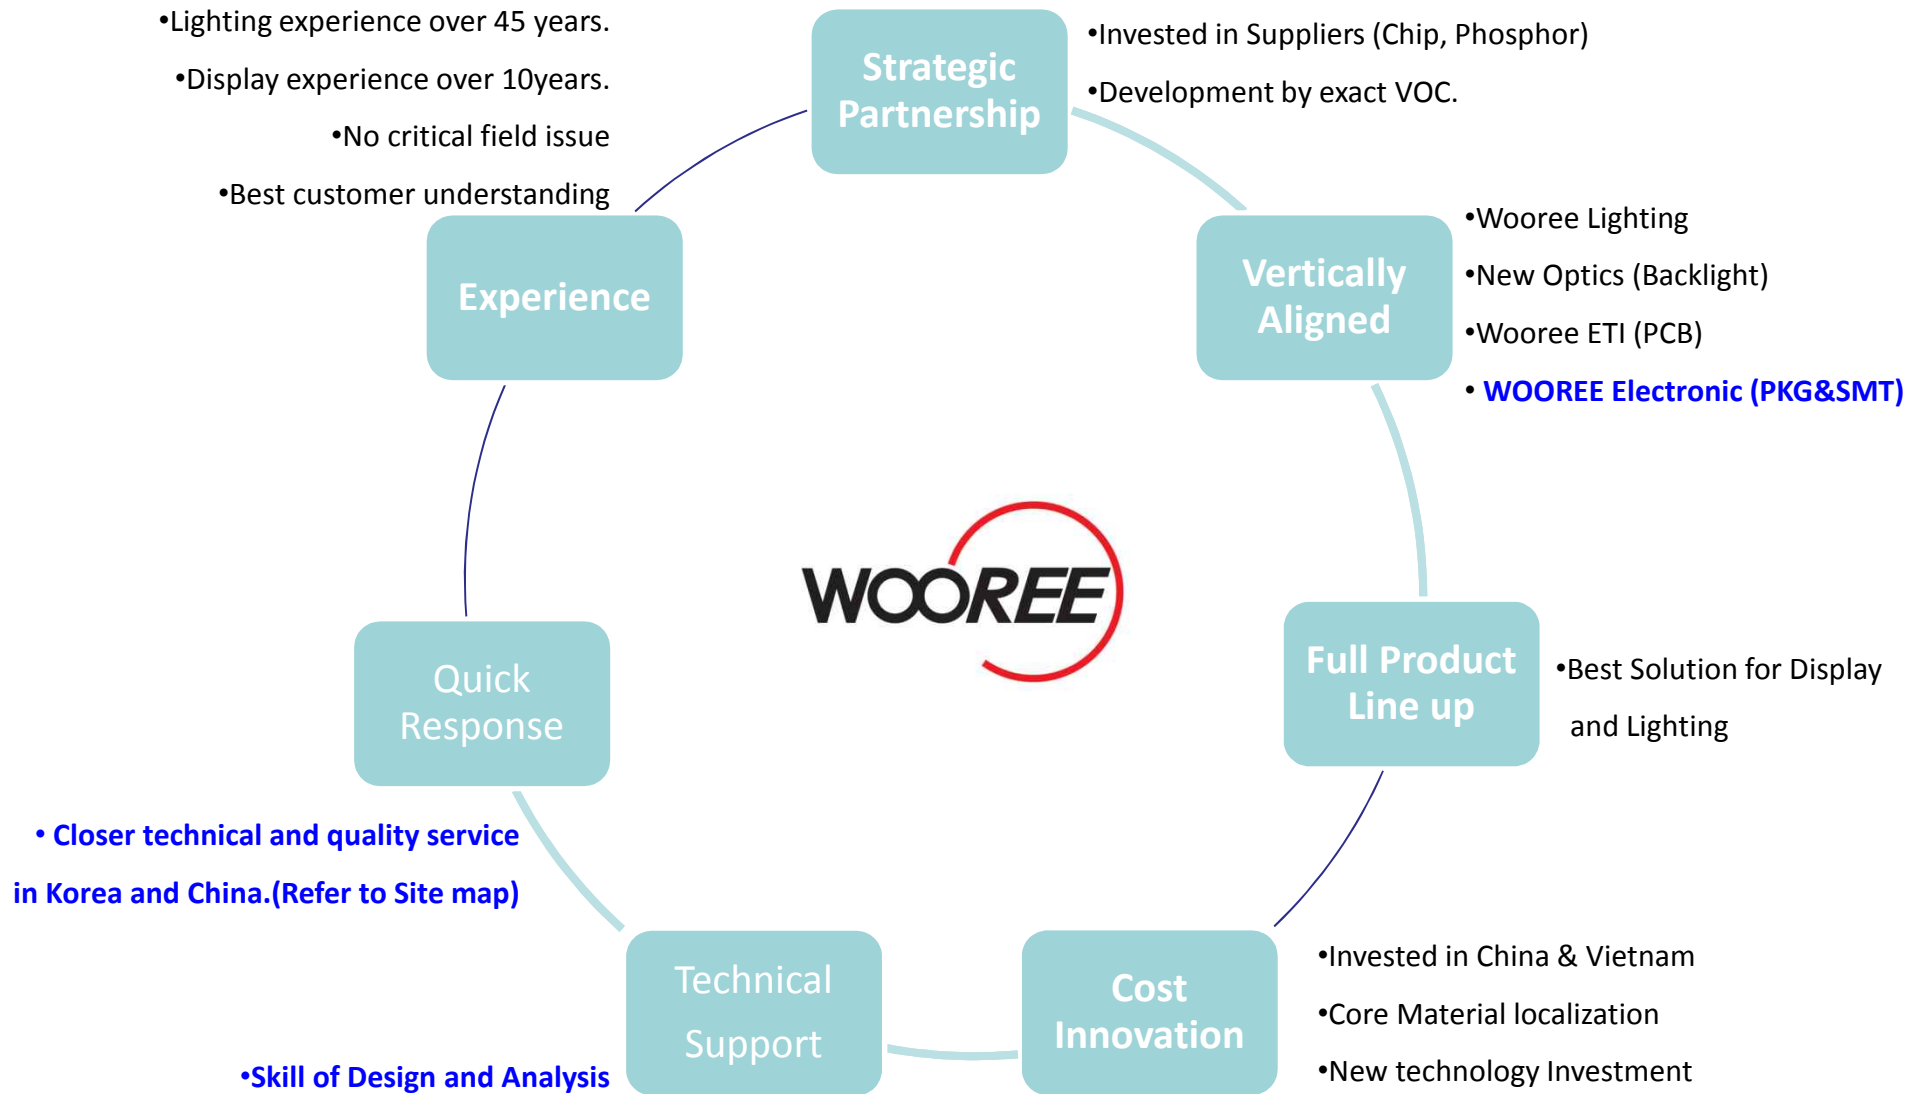 •Lighting experience over 45 years.
•Display experience over 10years.
•No critical field issue
•Best customer understanding
Strategic
Partnership
•Invested in Suppliers (Chip, Phosphor)
•Development by exact VOC.
Experience
Vertically
Aligned
•Wooree Lighting
•New Optics (Backlight)
•Wooree ETI (PCB)
• WOOREE Electronic (PKG&SMT)
WOOREE
Quick
Response
Full Product
Line up
•Best Solution for Display
and Lighting
• Closer technical and quality service
in Korea and China.(Refer to Site map)
Technical
Support
•Skill of Design and Analysis
Cost
Innovation
•Invested in China & Vietnam
•Core Material localization
•New technology Investment